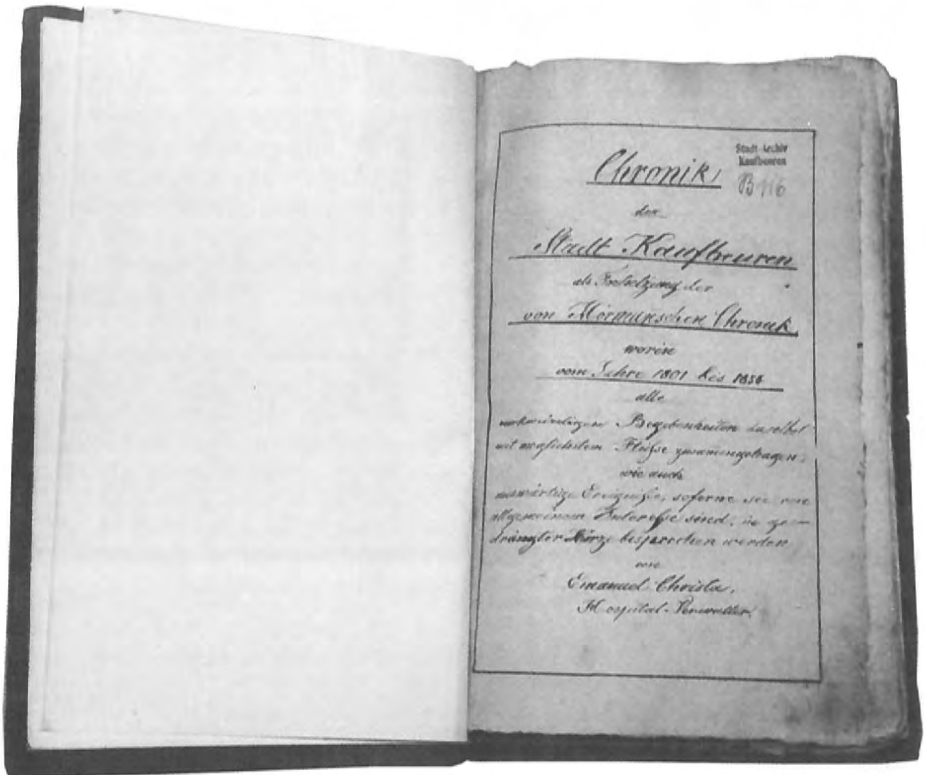 Chronik
Stadt-Archiv
Kaufbeuren
B 116
der
Stadt Kaufbeuren
als Fortsetzung der
von Hörmannschen Chronik,
worin
vom Jahre 1801 bis
alle
merkwürdigen Begebenheiten daselbst
mit möglichstem Fleiße zusammengetragen,
wie auch
auswärtige Ereigniße, soferne sie von
allgemeinem Interesse sind, in ge-
drängter Kürze besprochen werden
von
Emanuel Christa,
Hospital-Verwalter.